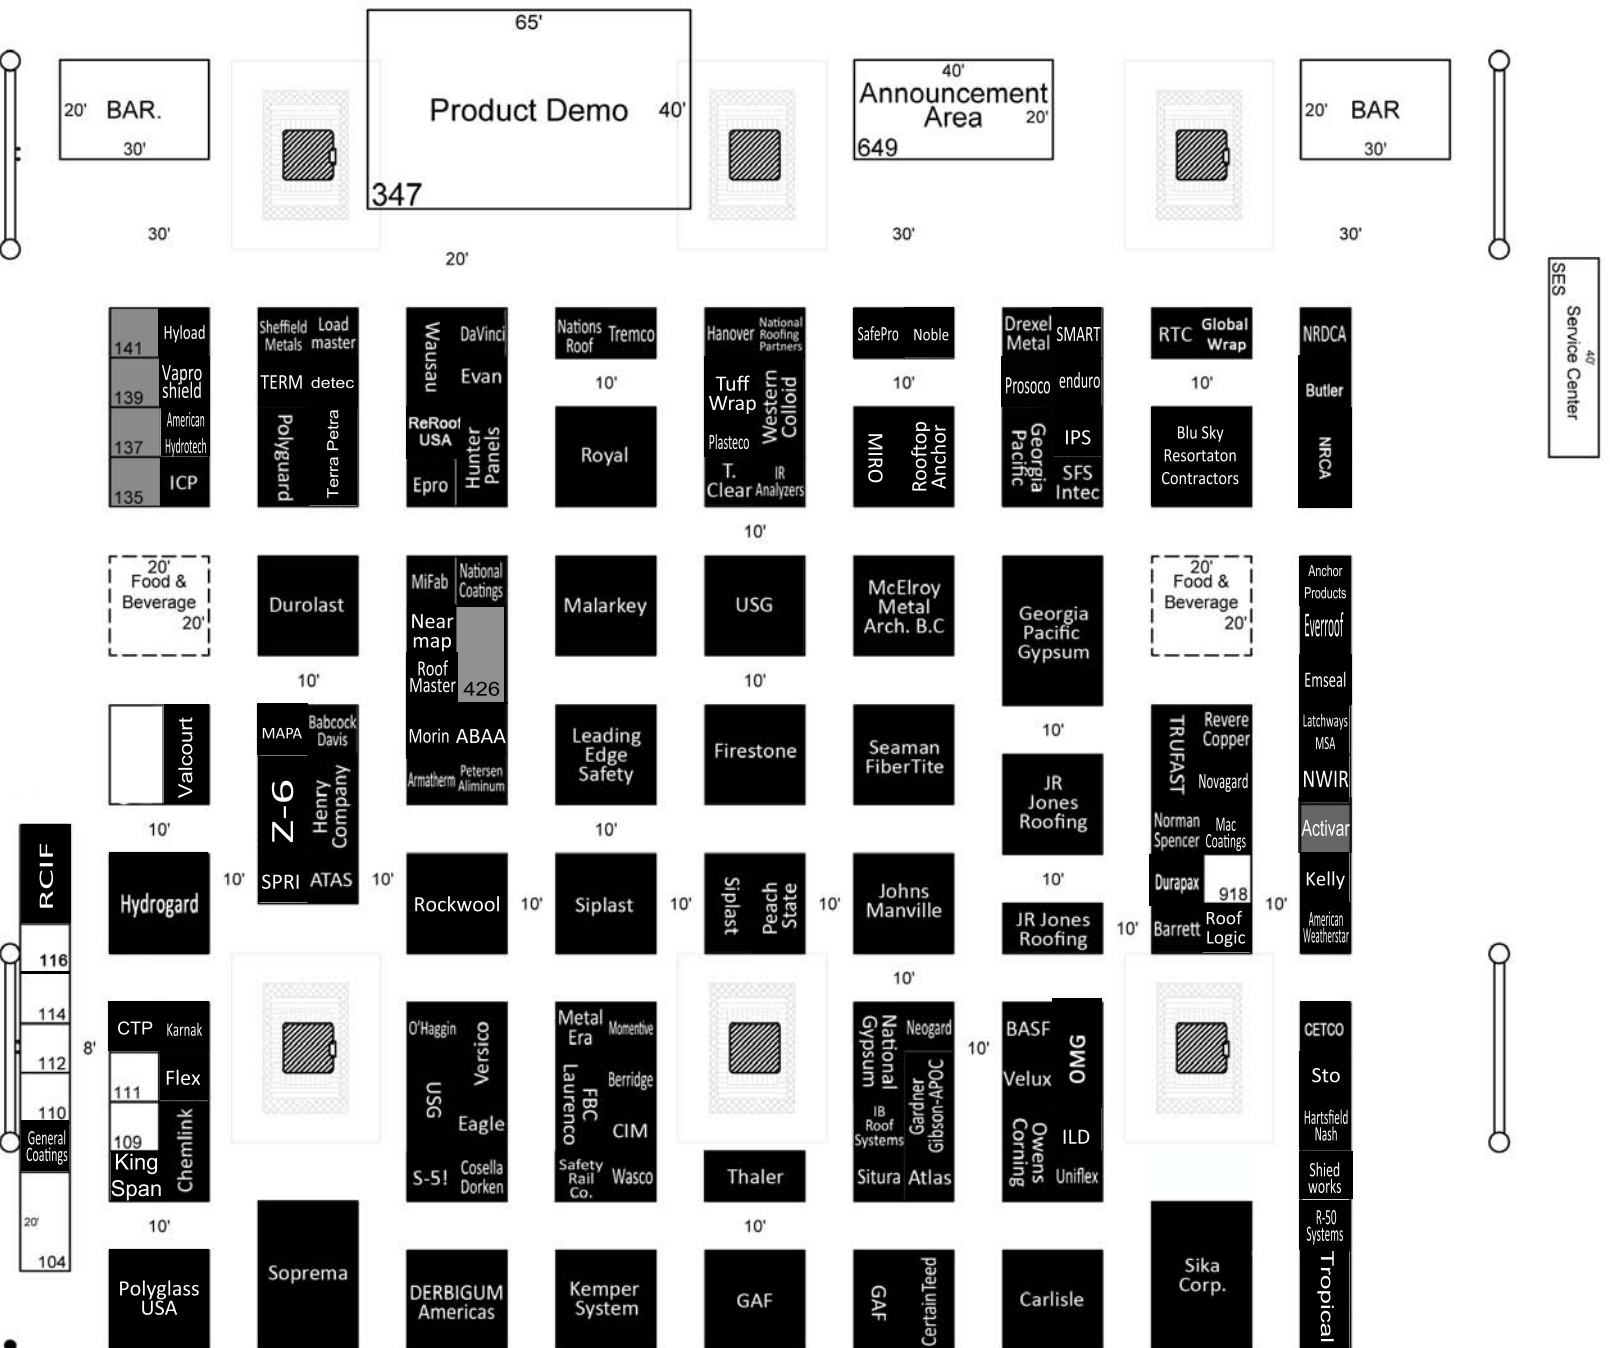 65'
20' BAR.
30'
Product Demo 40'
347
40'
Announcement
Area 20'
649
20' BAR
30'
30'
20'
30'
30'
SES
Service Center
40'
141 Hyload
139 Vapro
shield
137 American
Hydrotech
135 ICP
Sheffield
Metals
Load
master
TERM detec
Polyguard
Terra Petra
Wausau
DaVinci
Evan
ReRoof
USA
Hunter
Panels
Epro
Nations
Roof
Tremco
10'
Royal
Hanover
National
Roofing
Partners
Tuff
Wrap
Western
Colloid
Plasteco
T.
Clear
IR
Analyzers
10'
SafePro Noble
10'
MIRO
Rooftop
Anchor
Drexel
Metal
SMART
Prosoco
enduro
Georgia
Pacific
IPS
SFS
Intec
RTC
Global
Wrap
10'
Blu Sky
Resortaton
Contractors
NRDCA
Butler
NRCA
20'
Food &
Beverage
20'
Durolast
10'
MiFab
National
Coatings
Near
map
Roof
Master
426
Morin ABAA
Armatherm
Petersen
Aliminum
Malarkey
USG
10'
McElroy
Metal
Arch. B.C
Georgia
Pacific
Gypsum
10'
20'
Food &
Beverage
20'
Anchor
Products
Everroof
Emseal
Latchways
MSA
NWIR
Activar
Kelly
American
Weatherstar
Valcourt
10'
MAPA
Babcock
Davis
Z-6
Henry
Company
SPRI ATAS
Leading
Edge
Safety
10'
Firestone
Seaman
FiberTite
JR
Jones
Roofing
10'
JR Jones
Roofing
TRUFAST
Revere
Copper
Novagard
Norman
Spencer
Mac
Coatings
Durapax
918
Barrett
Roof
Logic
RCIF
116
114
112
110
General
Coatings
20'
104
Hydrogard
10'
10'
Rockwool
10'
Siplast
10'
Siplast
Peach
State
10'
Johns
Manville
10'
10'
10'
8'
CTP Karnak
111
Flex
109
King
Span
Chemlink
10'
Polyglass
USA
Soprema
O'Haggin
Versico
USG
Eagle
S-5!
Cosella
Dorken
DERBIGUM
Americas
Metal
Era
Momentive
FBC
Laurenco
Berridge
CIM
Safety
Rail
Co.
Wasco
Kemper
System
Thaler
10'
GAF
National
Gypsum
Neogard
Gardner
Gibson-APOC
IB
Roof
Systems
Situra Atlas
10'
GAF
CertainTeed
BASF
OMG
Velux
Owens
Corning
ILD
Uniflex
Carlisle
Sika
Corp.
CETCO
Sto
Hartsfield
Nash
Shied
works
R-50
Systems
Tropical